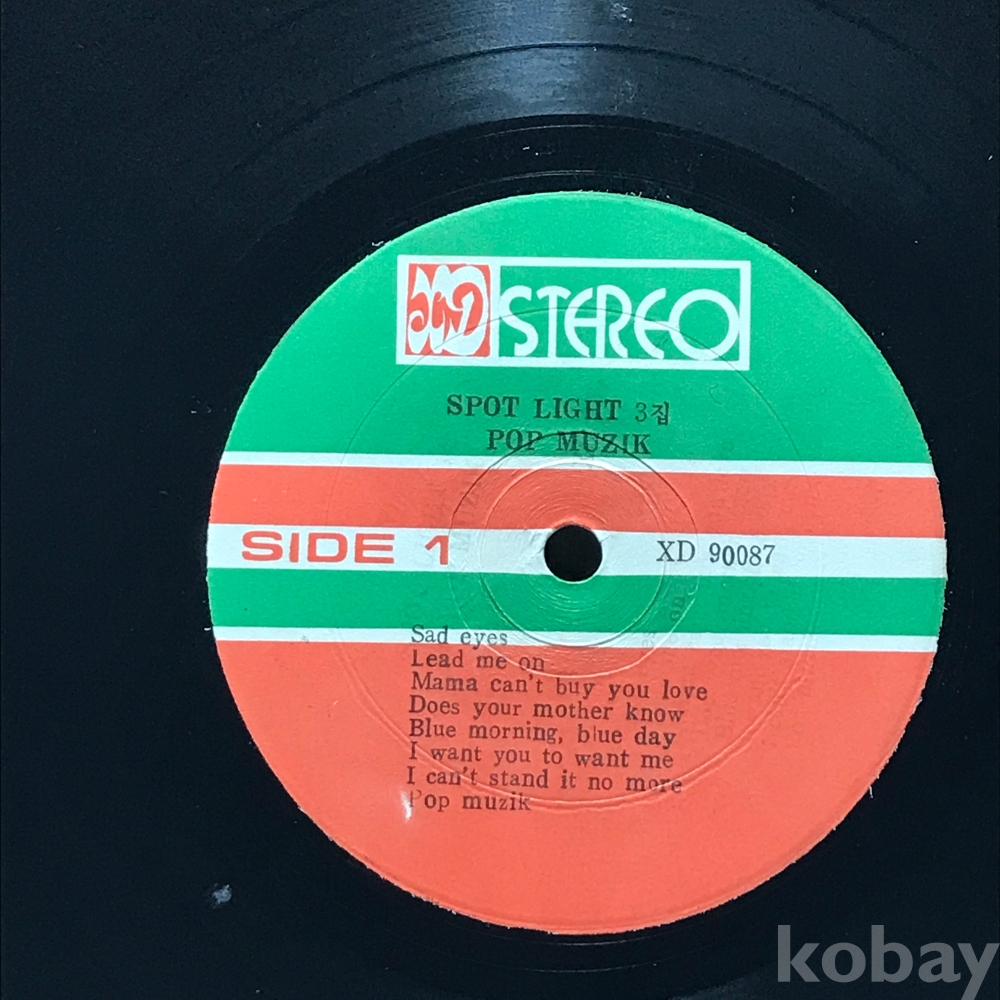 SOUND STEREO
SPOT LIGHT 3집
POP MUZIK
SIDE 1
XD 90087
Sad eyes
Lead me on
Mama can't buy you love
Does your mother know
Blue morning, blue day
I want you to want me
I can't stand it no more
Pop muzik
kobay